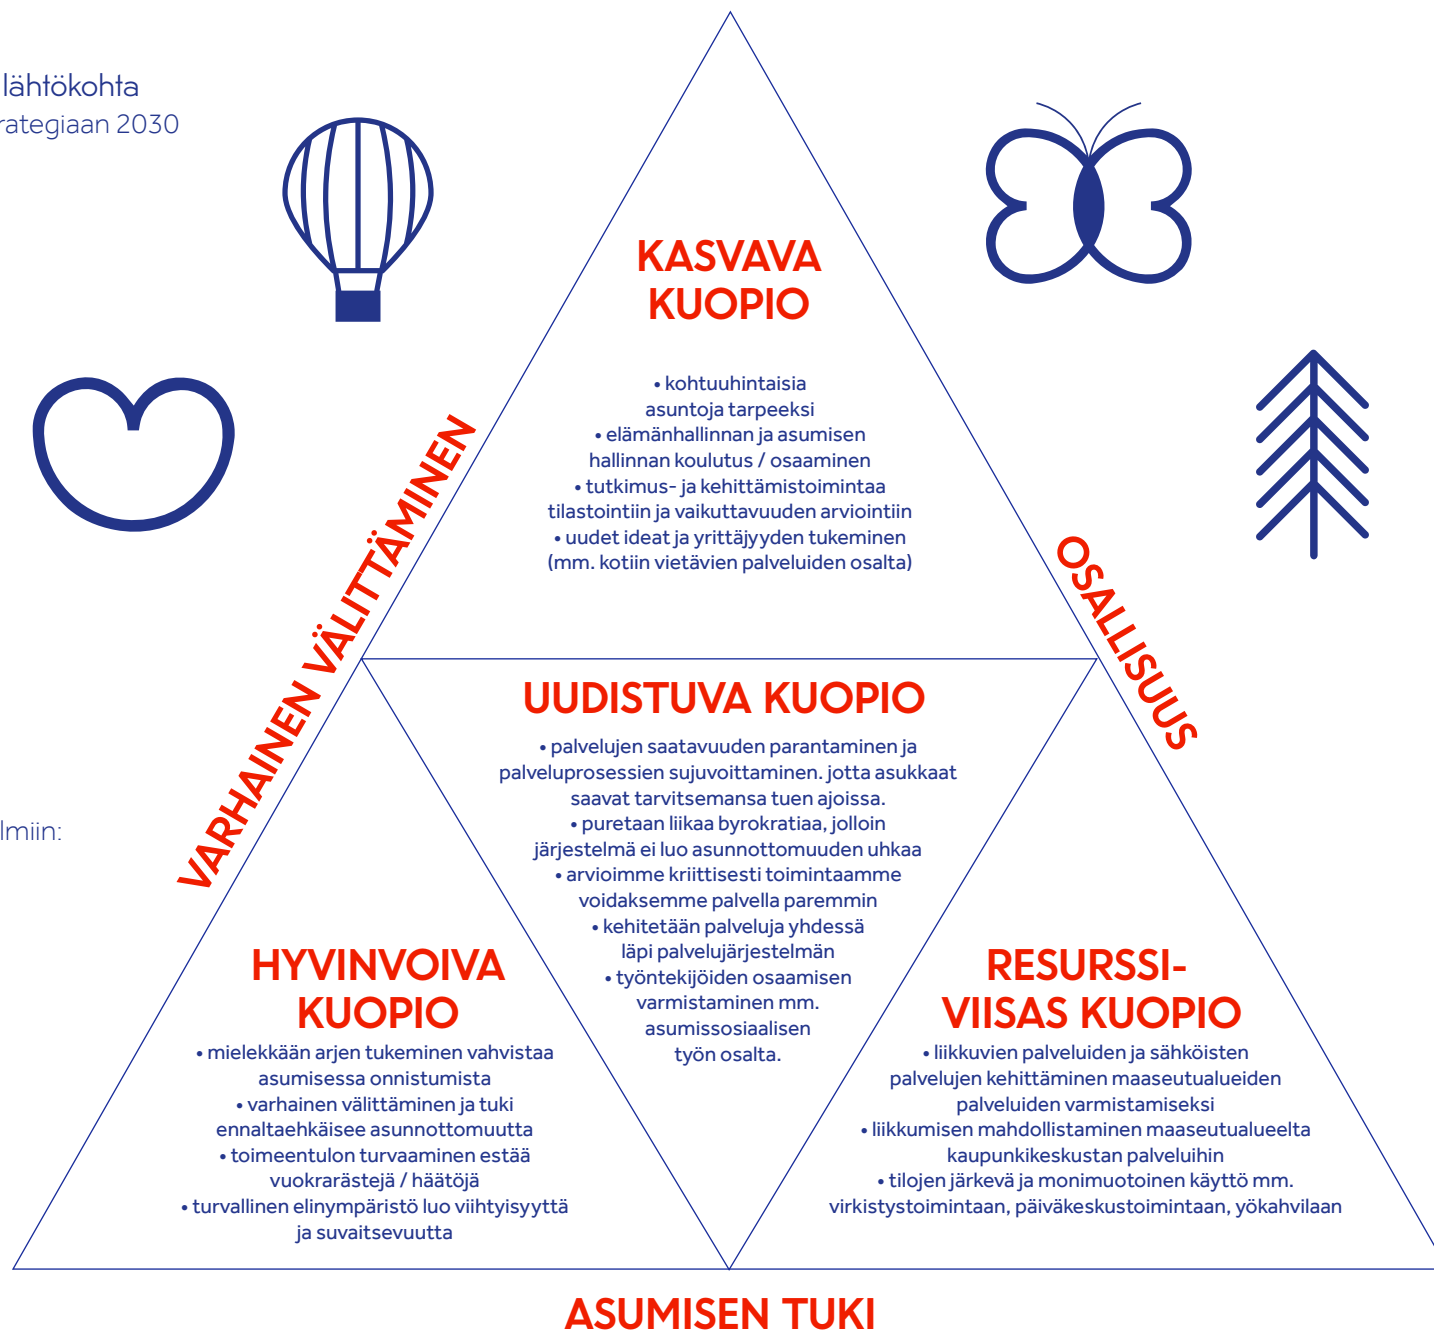 lähtökohta
rategiaan 2030
KASVAVA
KUOPIO
• kohtuuhintaisia
asuntoja tarpeeksi
• elämänhallinnan ja asumisen
hallinnan koulutus / osaaminen
• tutkimus- ja kehittämistoimintaa
tilastointiin ja vaikuttavuuden arviointiin
• uudet ideat ja yrittäjyyden tukeminen
(mm. kotiin vietävien palveluiden osalta)
VARHAINEN VÄLITTÄMINEN
OSALLISUUS
UUDISTUVA KUOPIO
• palvelujen saatavuuden parantaminen ja
palveluprosessien sujuvoittaminen. jotta asukkaat
saavat tarvitsemansa tuen ajoissa.
• puretaan liikaa byrokratiaa, jolloin
järjestelmä ei luo asunnottomuuden uhkaa
• arvioimme kriittisesti toimintaamme
voidaksemme palvella paremmin
• kehitetään palveluja yhdessä
läpi palvelujärjestelmän
• työntekijöiden osaamisen
varmistaminen mm.
asumissosiaalisen
työn osalta.
lmiin:
HYVINVOIVA
KUOPIO
• mielekkään arjen tukeminen vahvistaa
asumisessa onnistumista
• varhainen välittäminen ja tuki
ennaltaehkäisee asunnottomuutta
• toimeentulon turvaaminen estää
vuokrarästejä / häätöjä
• turvallinen elinympäristö luo viihtyisyyttä
ja suvaitsevuutta
RESURSSI-
VIISAS KUOPIO
• liikkuvien palveluiden ja sähköisten
palvelujen kehittäminen maaseutualueiden
palveluiden varmistamiseksi
• liikkumisen mahdollistaminen maaseutualueelta
kaupunkikeskustan palveluihin
• tilojen järkevä ja monimuotoinen käyttö mm.
virkistystoimintaan, päiväkeskustoimintaan, yökahvilaan
ASUMISEN TUKI